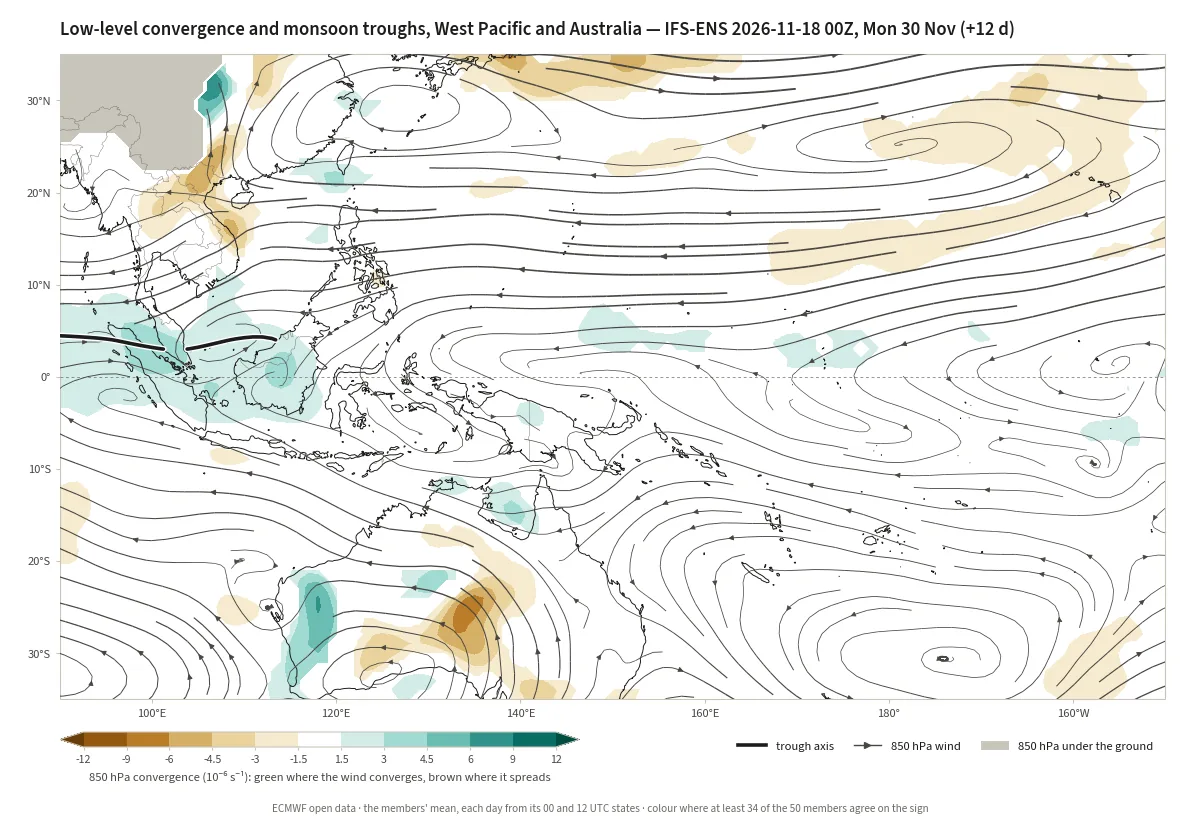 Low-level convergence and monsoon troughs, West Pacific and Australia — IFS-ENS 2026-11-18 00Z, Mon 30 Nov (+12 d)
30°N
20°N
10°N
0°
10°S
20°S
30°S
100°E
120°E
140°E
160°E
180°
160°W
-12
-9
-6
-4.5
-3
-1.5
1.5
3
4.5
6
9
12
850 hPa convergence (10⁻⁶ s⁻¹): green where the wind converges, brown where it spreads
trough axis
850 hPa wind
850 hPa under the ground
ECMWF open data · the members' mean, each day from its 00 and 12 UTC states · colour where at least 34 of the 50 members agree on the sign